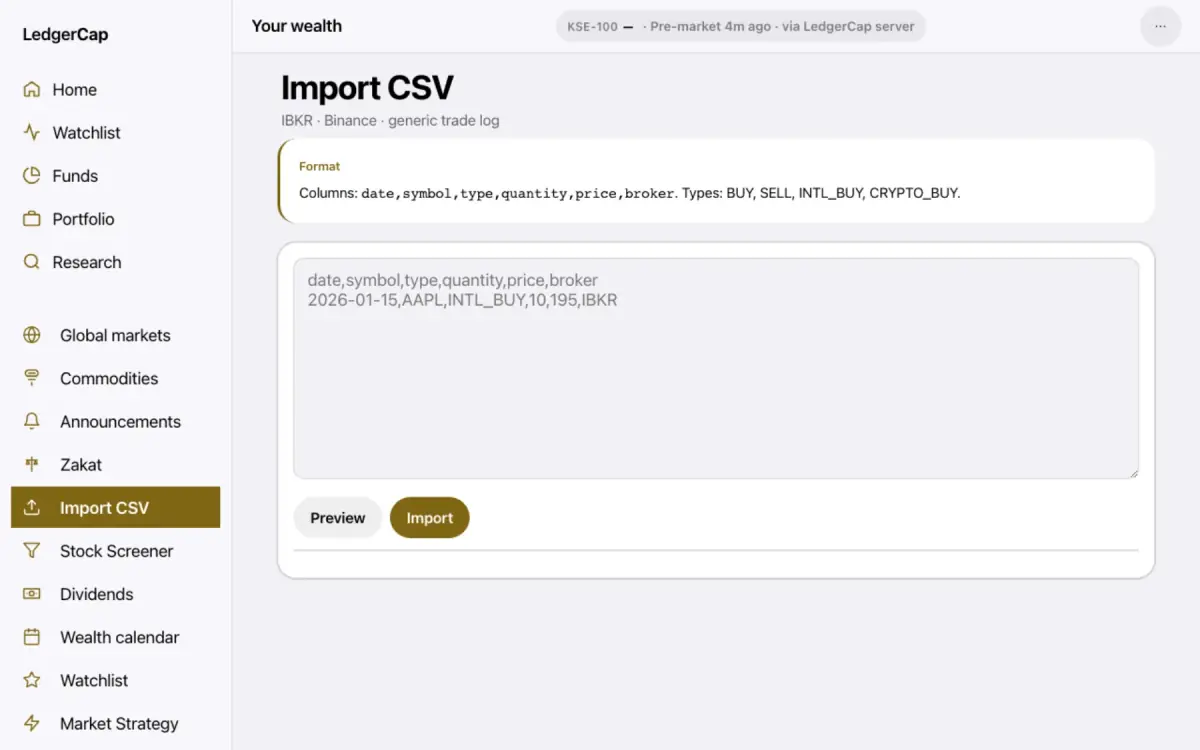 LedgerCap
Home
Watchlist
Funds
Portfolio
Research
Global markets
Commodities
Announcements
Zakat
Import CSV
Stock Screener
Dividends
Wealth calendar
Watchlist
Market Strategy
Your wealth
KSE-100 — · Pre-market 4m ago · via LedgerCap server
...
Import CSV
IBKR · Binance · generic trade log
Format
Columns: date,symbol,type,quantity,price,broker. Types: BUY, SELL, INTL_BUY, CRYPTO_BUY.
date,symbol,type,quantity,price,broker
2026-01-15,AAPL,INTL_BUY,10,195,IBKR
Preview
Import